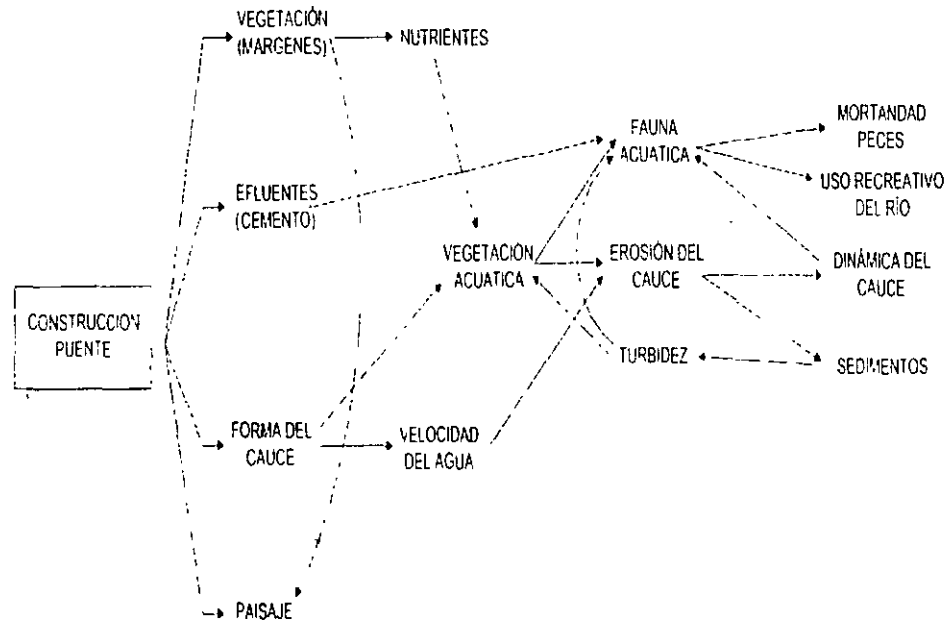 VEGETACIÓN
(MARGENES)
NUTRIENTES
MORTANDAD
PECES
FAUNA
ACUATICA
USO RECREATIVO
DEL RÍO
EFLUENTES
(CEMENTO)
VEGETACION
ACUATICA
EROSIÓN DEL
CAUCE
DINÁMICA DEL
CAUCE
CONSTRUCCION
PUENTE
TURBIDEZ
SEDIMENTOS
FORMA DEL
CAUCE
VELOCIDAD
DEL AGUA
PAISAJE